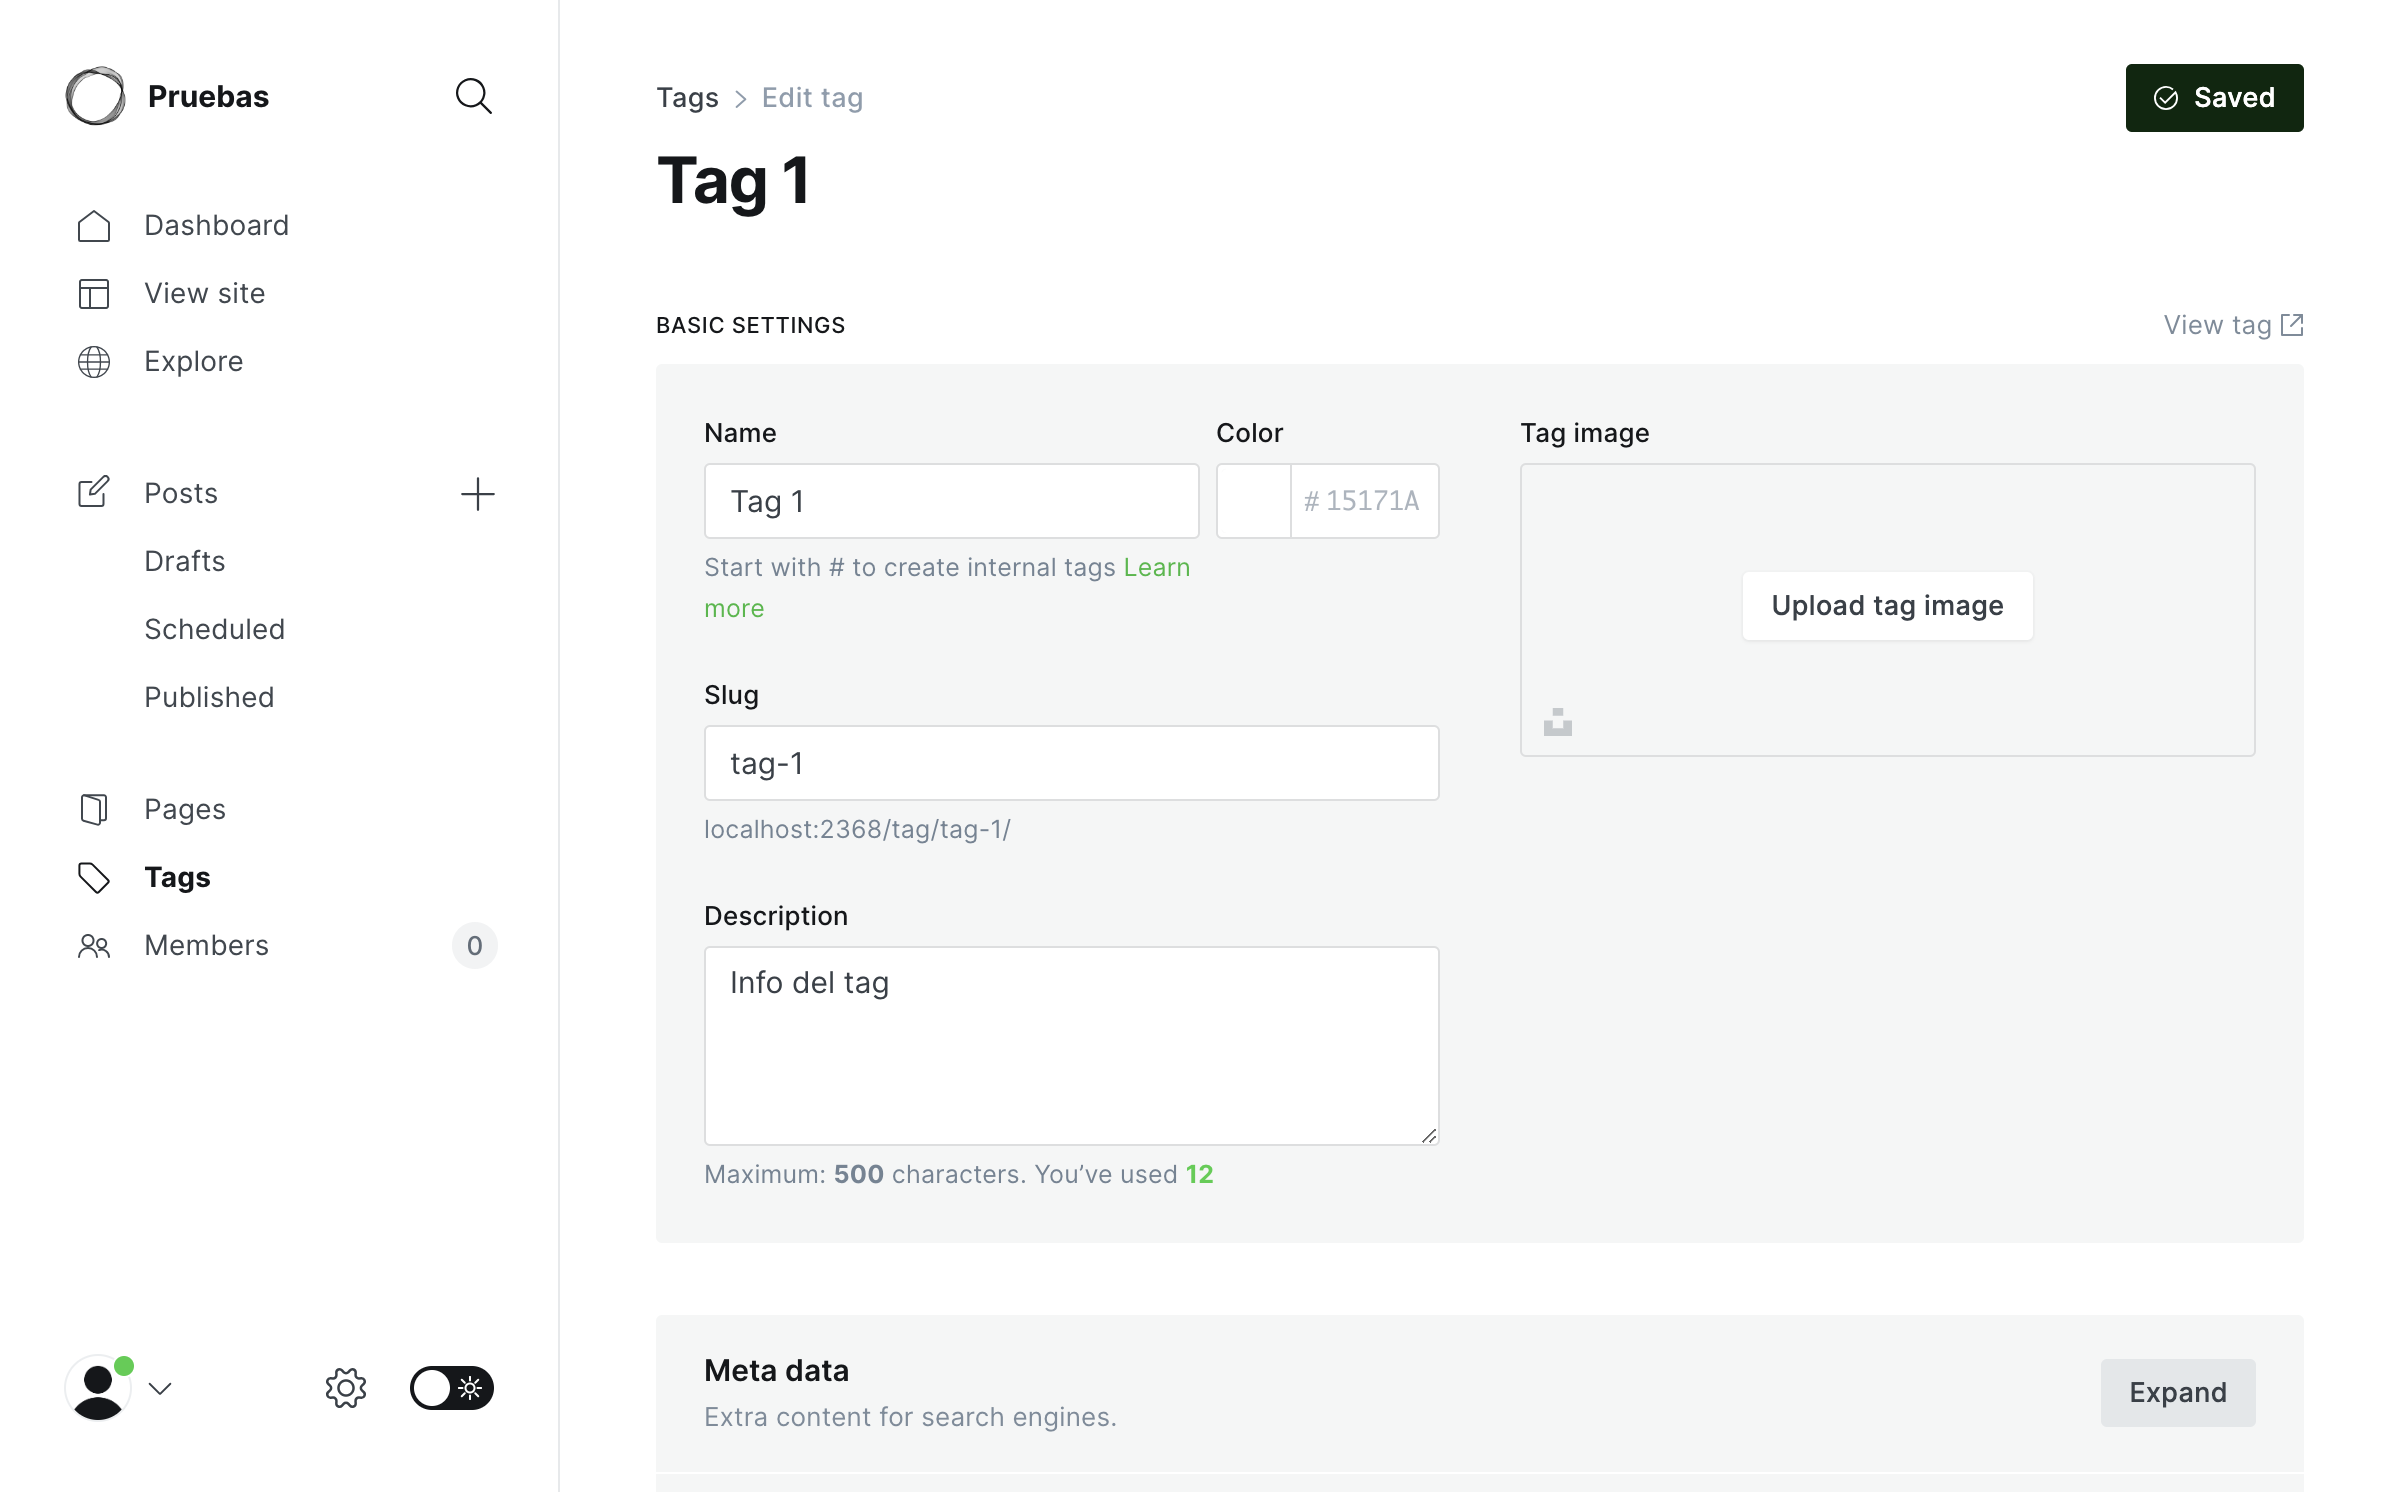 Pruebas
Dashboard
View site
Explore
Posts
Drafts
Scheduled
Published
Pages
Tags
Members 0
Tags > Edit tag
Saved
Tag 1
BASIC SETTINGS
View tag
Name
Tag 1
Start with # to create internal tags Learn
more
Color
# 15171A
Slug
tag-1
localhost:2368/tag/tag-1/
Description
Info del tag
Maximum: 500 characters. You’ve used 12
Tag image
Upload tag image
Meta data
Extra content for search engines.
Expand